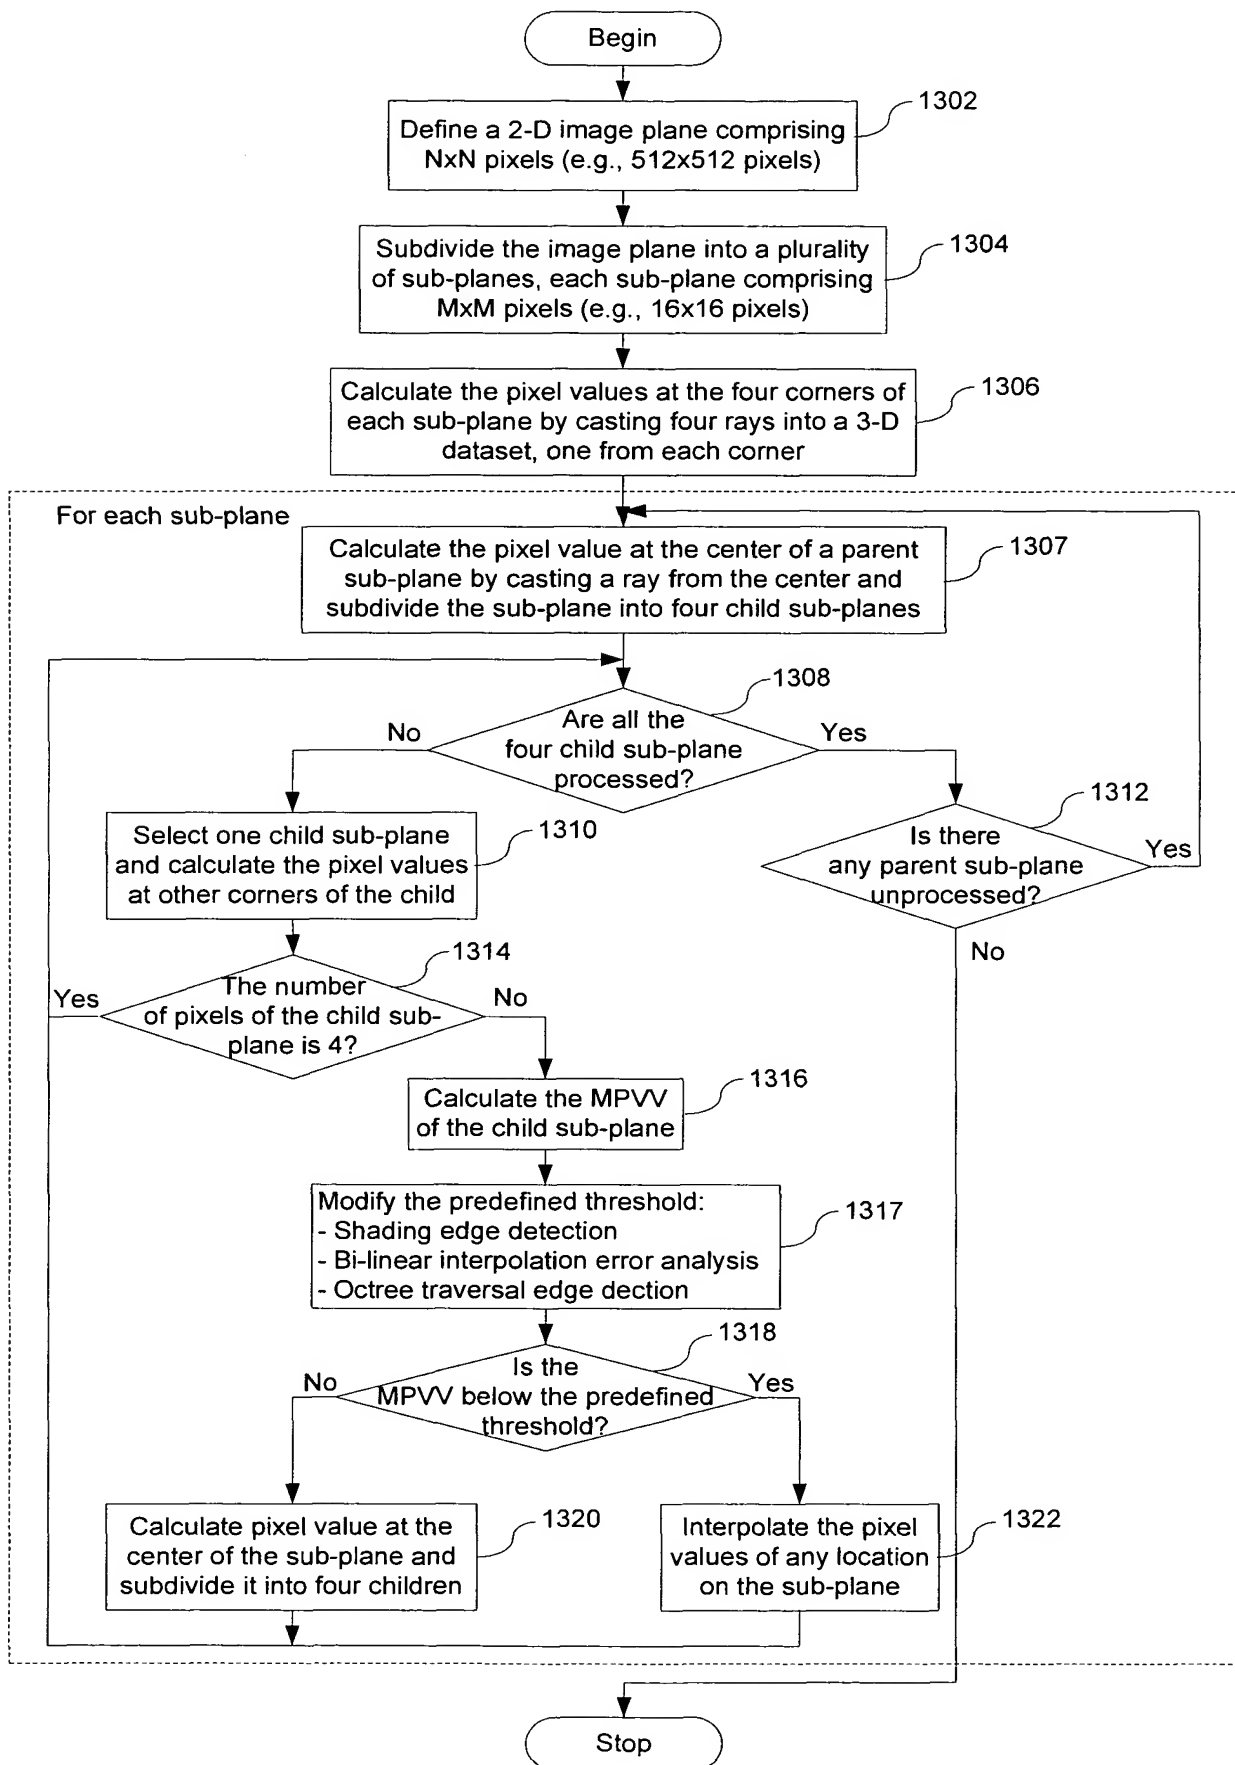 Begin
1302
Define a 2-D image plane comprising
NxN pixels (e.g., 512x512 pixels)
1304
Subdivide the image plane into a plurality
of sub-planes, each sub-plane comprising
MxM pixels (e.g., 16x16 pixels)
1306
Calculate the pixel values at the four corners of
each sub-plane by casting four rays into a 3-D
dataset, one from each corner
For each sub-plane
1307
Calculate the pixel value at the center of a parent
sub-plane by casting a ray from the center and
subdivide the sub-plane into four child sub-planes
1308
Are all the
four child sub-plane
processed?
No
Yes
1312
Is there
any parent sub-plane
unprocessed?
Yes
No
1310
Select one child sub-plane
and calculate the pixel values
at other corners of the child
1314
The number
of pixels of the child sub-
plane is 4?
Yes
No
1316
Calculate the MPVV
of the child sub-plane
1317
Modify the predefined threshold:
- Shading edge detection
- Bi-linear interpolation error analysis
- Octree traversal edge dection
1318
Is the
MPVV below the predefined
threshold?
No
Yes
1320
Calculate pixel value at the
center of the sub-plane and
subdivide it into four children
1322
Interpolate the pixel
values of any location
on the sub-plane
Stop